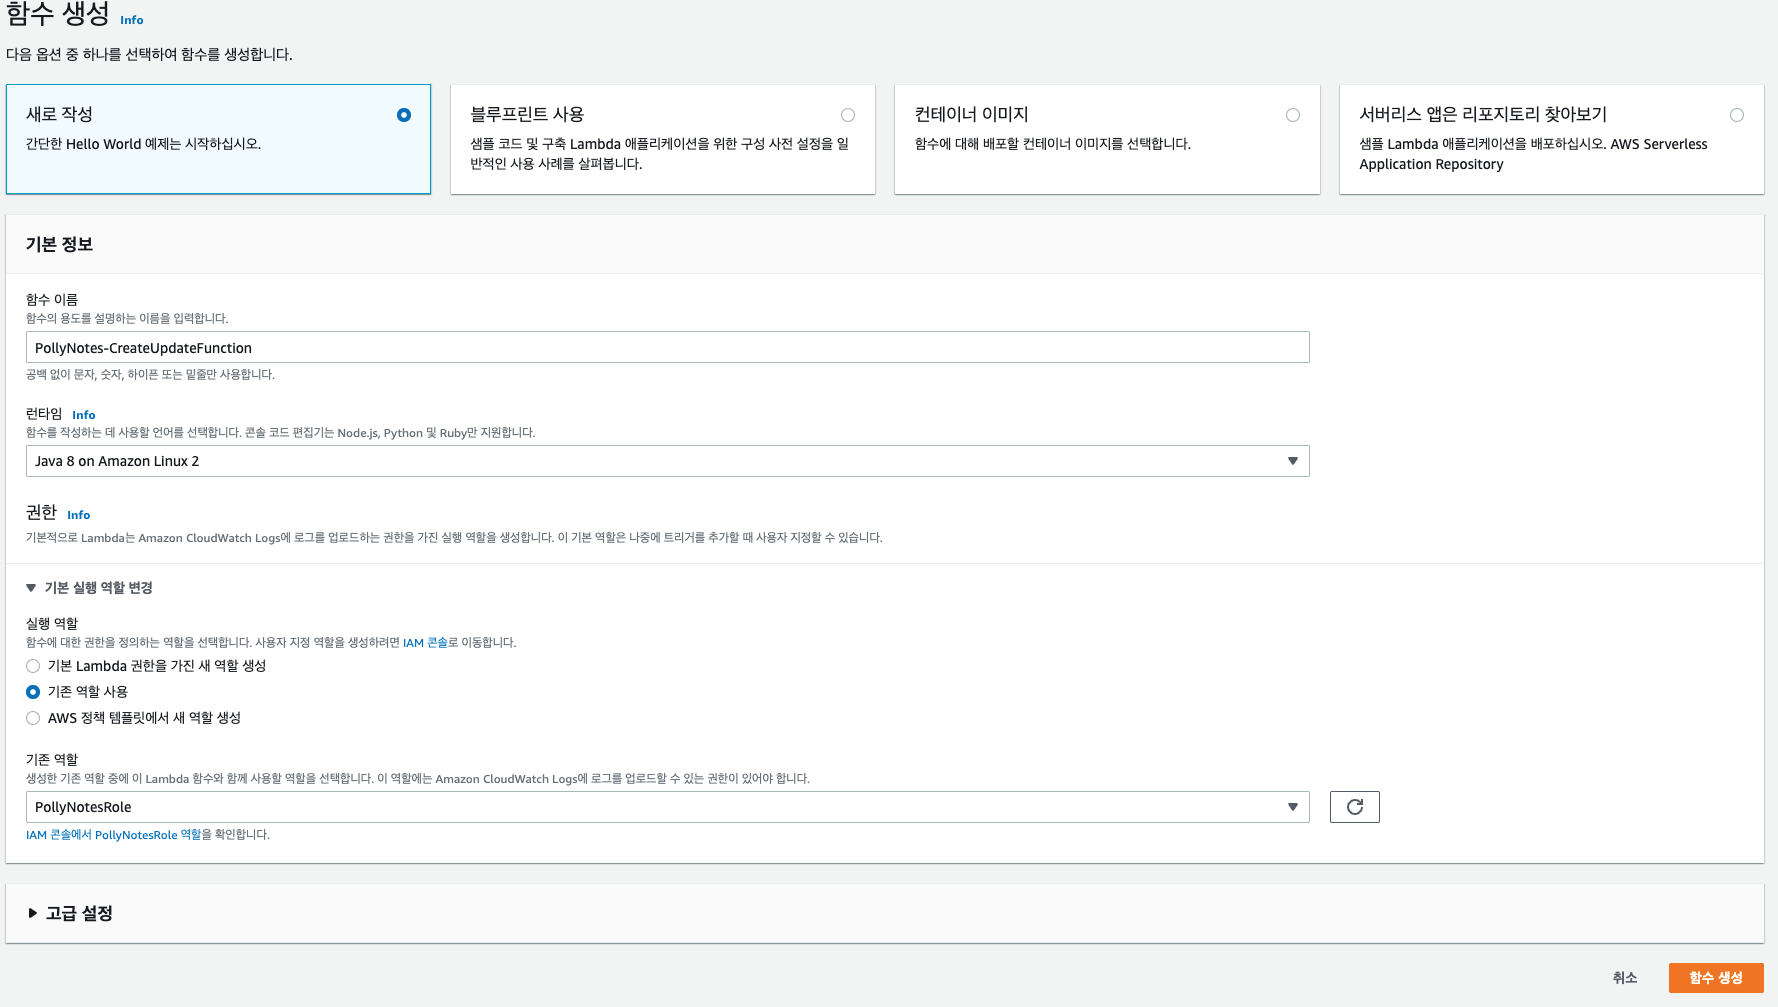 함수 생성 Info
다음 옵션 중 하나를 선택하여 함수를 생성합니다.
새로 작성
간단한 Hello World 예제는 시작하십시오.
블루프린트 사용
샘플 코드 및 구축 Lambda 애플리케이션을 위한 구성 사전 설정을 일
반적인 사용 사례를 살펴봅니다.
컨테이너 이미지
함수에 대해 배포할 컨테이너 이미지를 선택합니다.
서버리스 앱은 리포지토리 찾아보기
샘플 Lambda 애플리케이션을 배포하십시오. AWS Serverless
Application Repository
기본 정보
함수 이름
함수의 용도를 설명하는 이름을 입력합니다.
PollyNotes-CreateUpdateFunction
공백 없이 문자, 숫자, 하이픈 또는 밑줄만 사용합니다.
런타임 Info
함수를 작성하는 데 사용할 언어를 선택합니다. 콘솔 코드 편집기는 Node.js, Python 및 Ruby만 지원합니다.
Java 8 on Amazon Linux 2
권한 Info
기본적으로 Lambda는 Amazon CloudWatch Logs에 로그를 업로드하는 권한을 가진 실행 역할을 생성합니다. 이 기본 역할은 나중에 트리거를 추가할 때 사용자 지정할 수 있습니다.
기본 실행 역할 변경
실행 역할
함수에 대한 권한을 정의하는 역할을 선택합니다. 사용자 지정 역할을 생성하려면 IAM 콘솔로 이동합니다.
기본 Lambda 권한을 가진 새 역할 생성
기존 역할 사용
AWS 정책 템플릿에서 새 역할 생성
기존 역할
생성한 기존 역할 중에 이 Lambda 함수와 함께 사용할 역할을 선택합니다. 이 역할에는 Amazon CloudWatch Logs에 로그를 업로드할 수 있는 권한이 있어야 합니다.
PollyNotesRole
IAM 콘솔에서 PollyNotesRole 역할을 확인합니다.
고급 설정
취소
함수 생성